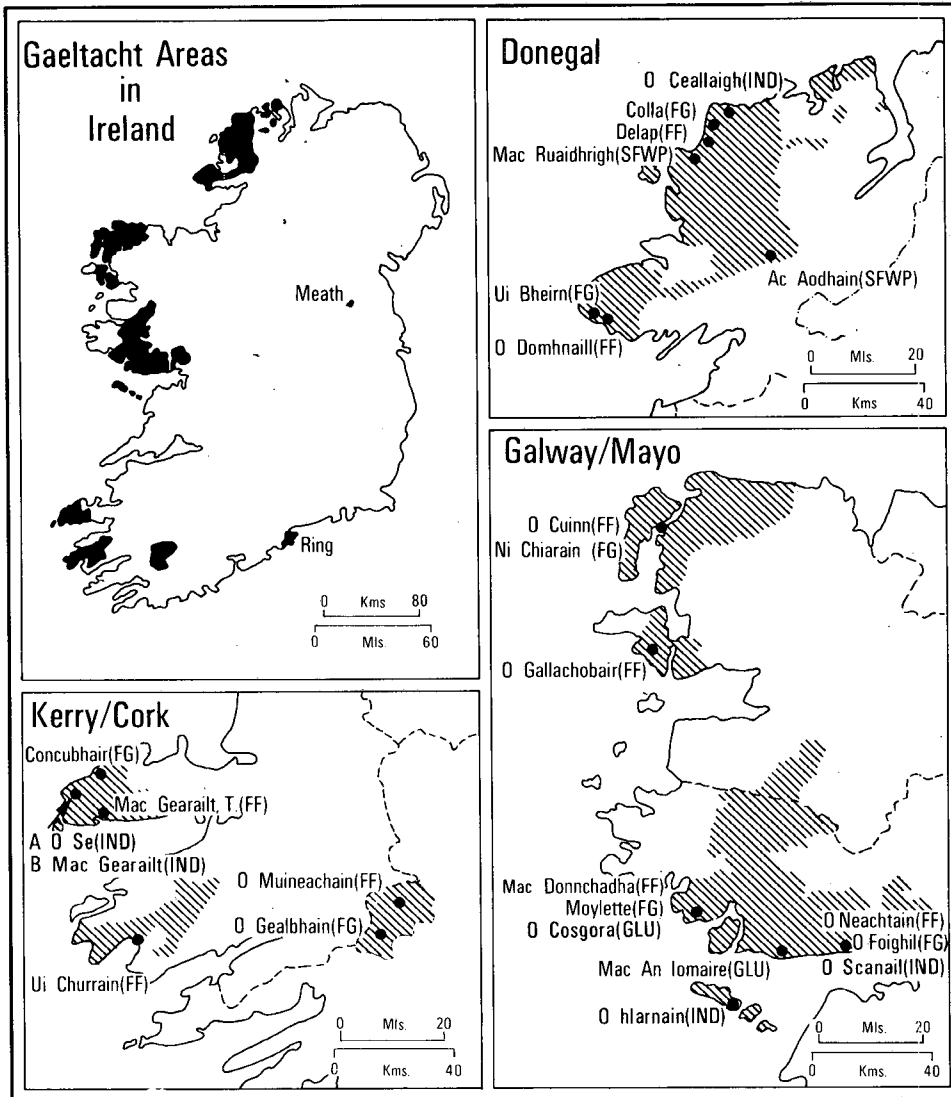 Gaeltacht Areas
in
Ireland
Meath
Ring
0 Kms 80
0 Mls. 60
Donegal
O Ceallaigh(IND)
Colla(FG)
Delap(FF)
Mac Ruaidhrigh(SFWP)
Ac Aodhain(SFWP)
Ui Bheirn(FG)
O Domhnaill(FF)
0 Mls. 20
0 Kms 40
Kerry/Cork
Concubhair(FG)
Mac Gearailt, T.(FF)
A O Se(IND)
B Mac Gearailt(IND)
O Muineachain(FF)
O Gealbhain(FG)
Ui Churrain(FF)
0 Mls. 20
0 Kms. 40
Galway/Mayo
O Cuinn(FF)
Ni Chiarain (FG)
O Gallachobair(FF)
Mac Donnchadha(FF)
Moylette(FG)
O Cosgora(GLU)
O Neachtain(FF)
O Foighil(FG)
O Scanail(IND)
Mac An Iomaire(GLU)
O hIarnain(IND)
0 Mls. 20
0 Kms. 40